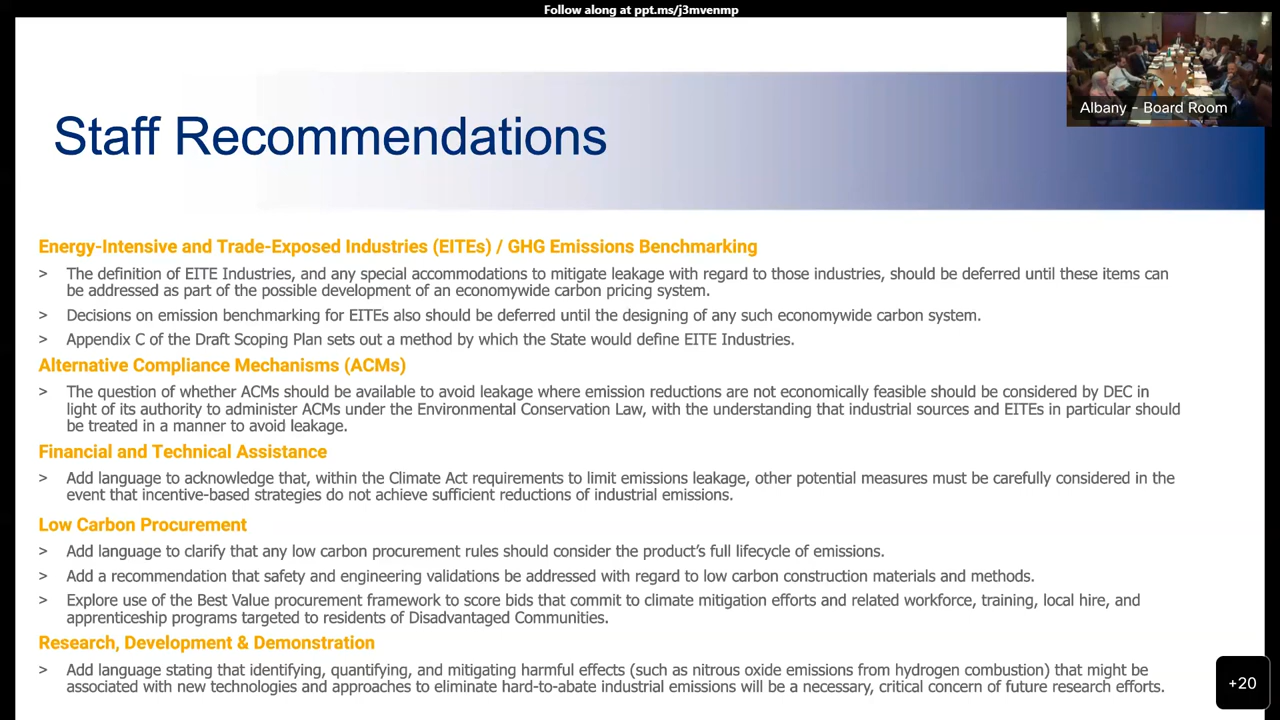 Follow along at ppt.ms/j3mvenmp
Albany - Board Room
Staff Recommendations
Energy-Intensive and Trade-Exposed Industries (EITEs) / GHG Emissions Benchmarking
> The definition of EITE Industries, and any special accommodations to mitigate leakage with regard to those industries, should be deferred until these items can
be addressed as part of the possible development of an economywide carbon pricing system.
> Decisions on emission benchmarking for EITEs also should be deferred until the designing of any such economywide carbon system.
> Appendix C of the Draft Scoping Plan sets out a method by which the State would define EITE Industries.
Alternative Compliance Mechanisms (ACMs)
> The question of whether ACMs should be available to avoid leakage where emission reductions are not economically feasible should be considered by DEC in
light of its authority to administer ACMs under the Environmental Conservation Law, with the understanding that industrial sources and EITEs in particular should
be treated in a manner to avoid leakage.
Financial and Technical Assistance
> Add language to acknowledge that, within the Climate Act requirements to limit emissions leakage, other potential measures must be carefully considered in the
event that incentive-based strategies do not achieve sufficient reductions of industrial emissions.
Low Carbon Procurement
> Add language to clarify that any low carbon procurement rules should consider the product's full lifecycle of emissions.
> Add a recommendation that safety and engineering validations be addressed with regard to low carbon construction materials and methods.
> Explore use of the Best Value procurement framework to score bids that commit to climate mitigation efforts and related workforce, training, local hire, and
apprenticeship programs targeted to residents of Disadvantaged Communities.
Research, Development & Demonstration
> Add language stating that identifying, quantifying, and mitigating harmful effects (such as nitrous oxide emissions from hydrogen combustion) that might be
associated with new technologies and approaches to eliminate hard-to-abate industrial emissions will be a necessary, critical concern of future research efforts.
+20